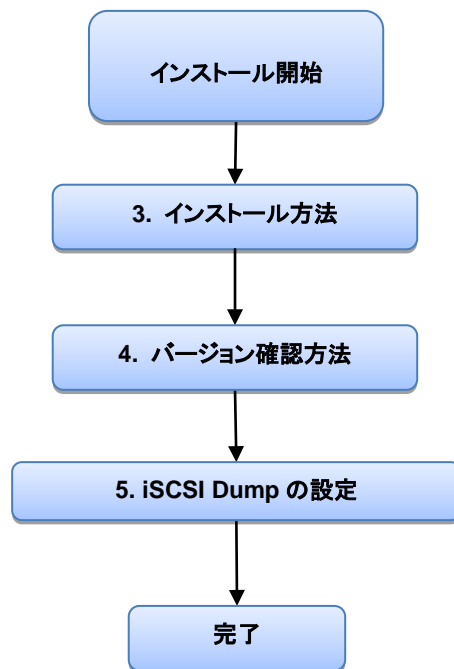 インストール開始
3. インストール方法
4. バージョン確認方法
5. iSCSI Dump の設定
完了